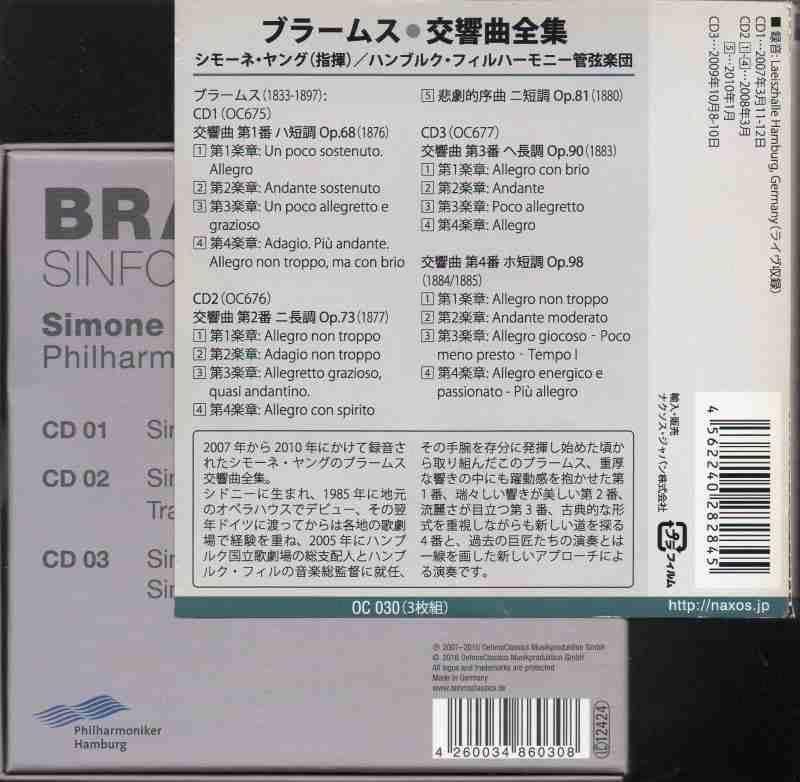 ブラームス●交響曲全集
シモーネ・ヤング（指揮）／ハンブルク・フィルハーモニー管弦楽団
ブラームス（1833-1897）：
CD1（OC675）
交響曲 第1番 ハ短調 Op.68（1876）
1 第1楽章: Un poco sostenuto.
Allegro
2 第2楽章: Andante sostenuto
3 第3楽章: Un poco allegretto e
grazioso
4 第4楽章: Adagio. Più andante.
Allegro non troppo, ma con brio
CD2（OC676）
交響曲 第2番 ニ長調 Op.73（1877）
1 第1楽章: Allegro non troppo
2 第2楽章: Adagio non troppo
3 第3楽章: Allegretto grazioso,
quasi andantino.
4 第4楽章: Allegro con spirito
5 悲劇的序曲 ニ短調 Op.81（1880）
CD3（OC677）
交響曲 第3番 ヘ長調 Op.90（1883）
1 第1楽章: Allegro con brio
2 第2楽章: Andante
3 第3楽章: Poco allegretto
4 第4楽章: Allegro
交響曲 第4番 ホ短調 Op.98
（1884/1885）
1 第1楽章: Allegro non troppo
2 第2楽章: Andante moderato
3 第3楽章: Allegro giocoso - Poco
meno presto - Tempo I
4 第4楽章: Allegro energico e
passionato - Più allegro
2007年から2010年にかけて録音さ
れたシモーネ・ヤングのブラームス
交響曲全集。
シドニーに生まれ、1985年に地元
のオペラハウスでデビュー、その翌
年ドイツに渡ってからは各地の歌劇
場で経験を重ね、2005年にハンブ
ルク国立歌劇場の総支配人とハンブ
ルク・フィルの音楽総監督に就任、
その手腕を存分に発揮し始めた頃か
ら取り組んだこのブラームス、重厚
な響きの中にも躍動感を抱かせた第
1番、瑞々しい響きが美しい第2番、
流麗さが目立つ第3番、古典的な形
式を重視しながらも新しい道を探る
4番と、過去の巨匠たちの演奏とは
一線を画した新しいアプローチによ
る演奏です。
OC 030（3枚組）
http://naxos.jp
■ 録音: Laeiszhalle Hamburg, Germany（ライヴ収録）
CD1…2007年3月11-12日
CD2 1-4…2008年3月
5…2010年1月
CD3…2009年10月8-10日
輸入・販売
ナクソス・ジャパン株式会社
プラ
フィルム
4 562240 282845
BRA
SINFO
Simone
Philharm
CD 01 Sin
CD 02 Sin
Tra
CD 03 Sin
Sin
Ⓟ 2007–2010 OehmsClassics Musikproduktion GmbH
© 2016 OehmsClassics Musikproduktion GmbH
All logos and trademarks are protected
Made in Germany
www.oehmsclassics.de
Philharmoniker
Hamburg
4 260034 860308
LC 12424